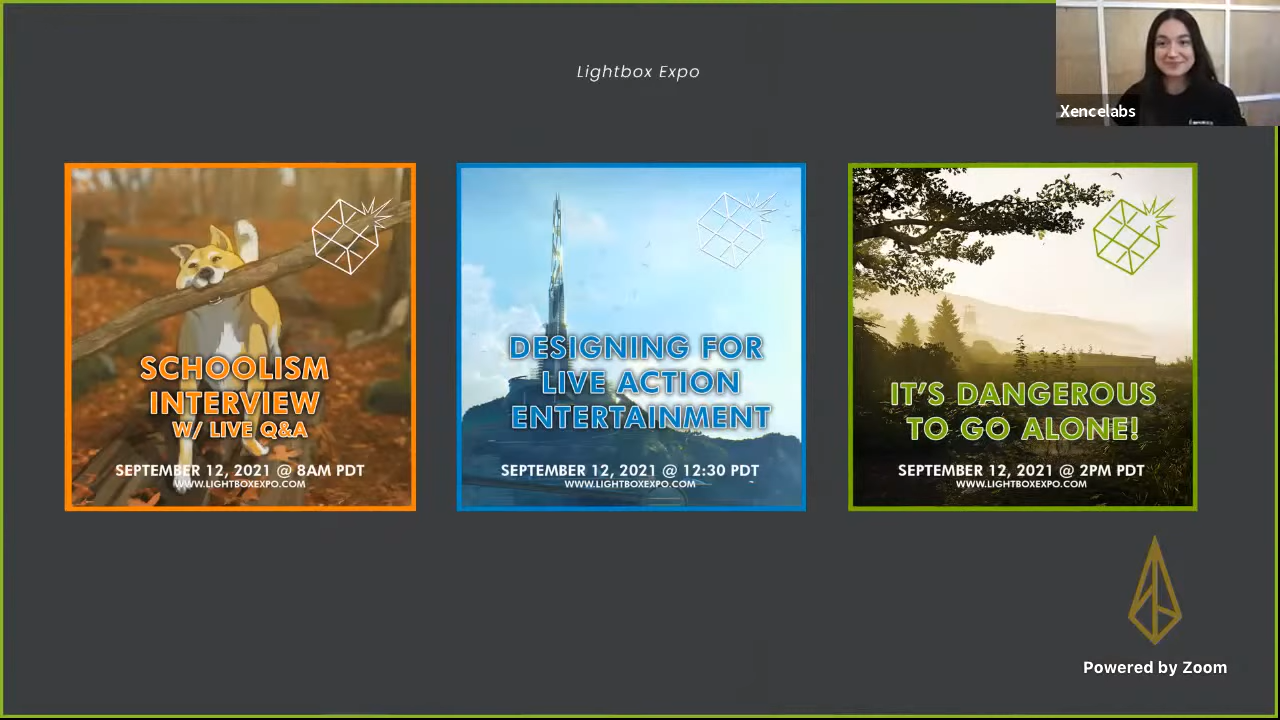 Lightbox Expo
Xencelabs
SCHOOLISM
INTERVIEW
W/ LIVE Q&A
SEPTEMBER 12, 2021 @ 8AM PDT
WWW.LIGHTBOXEXPO.COM
DESIGNING FOR
LIVE ACTION
ENTERTAINMENT
SEPTEMBER 12, 2021 @ 12:30 PDT
WWW.LIGHTBOXEXPO.COM
IT'S DANGEROUS
TO GO ALONE!
SEPTEMBER 12, 2021 @ 2PM PDT
WWW.LIGHTBOXEXPO.COM
Powered by Zoom